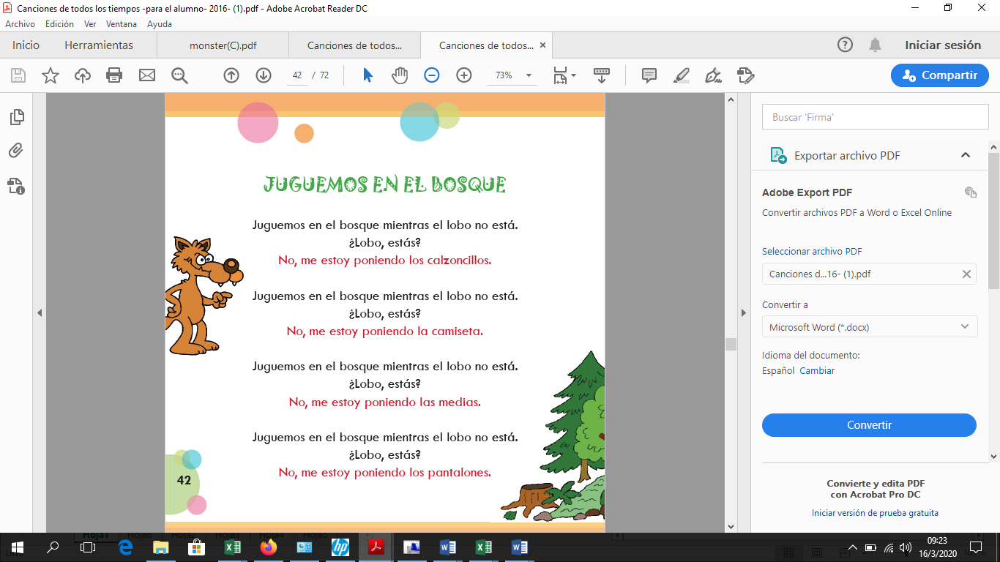 Canciones de todos los tiempos -para el alumno- 2016- (1).pdf - Adobe Acrobat Reader DC
Archivo Edición Ver Ventana Ayuda
Inicio Herramientas monster(C).pdf Canciones de todos... Canciones de todos... Iniciar sesión
42 / 72 73% Compartir
Buscar 'Firma'
Exportar archivo PDF
Adobe Export PDF
Convertir archivos PDF a Word o Excel Online
Seleccionar archivo PDF
Canciones d...16- (1).pdf
Convertir a
Microsoft Word (*.docx)
Idioma del documento:
Español Cambiar
Convertir
Convierte y edita PDF
con Acrobat Pro DC
Iniciar versión de prueba gratuita
JUGUEMOS EN EL BOSQUE
Juguemos en el bosque mientras el lobo no está.
¿Lobo, estás?
No, me estoy poniendo los calzoncillos.
Juguemos en el bosque mientras el lobo no está.
¿Lobo, estás?
No, me estoy poniendo la camiseta.
Juguemos en el bosque mientras el lobo no está.
¿Lobo, estás?
No, me estoy poniendo las medias.
Juguemos en el bosque mientras el lobo no está.
¿Lobo, estás?
No, me estoy poniendo los pantalones.
42
Hoja1 Hoja6 Hoja2 Hoja3 Hoja4 Hoja5
09:23
16/3/2020